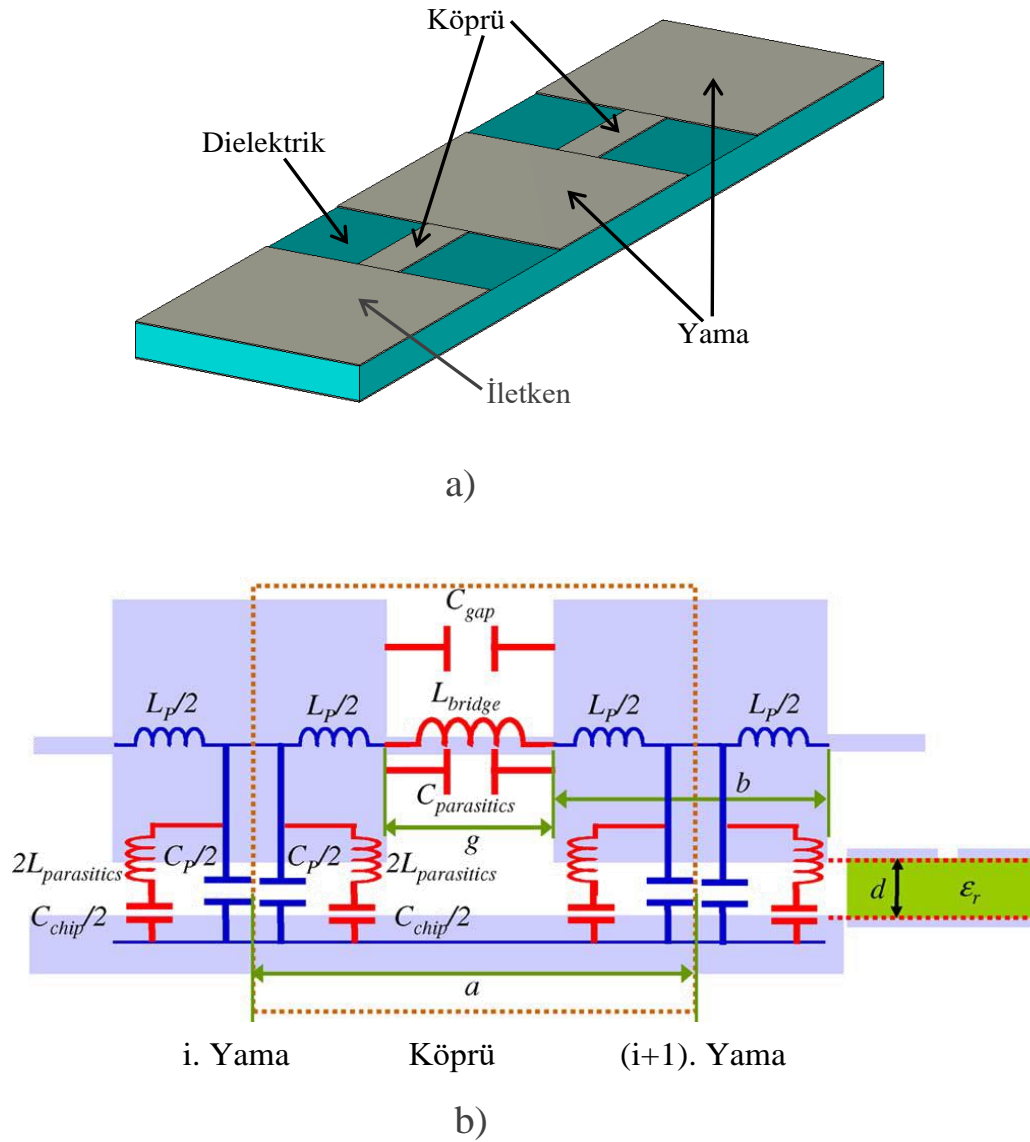 Köprü
Dielektrik
Yama
İletken
a)
C_gap
L_bridge
L_P/2 L_P/2 L_P/2 L_P/2
C_parasitics
b
g
2L_parasitics C_P/2 C_P/2 2L_parasitics
C_chip/2 C_chip/2
d ε_r
a
i. Yama Köprü (i+1). Yama
b)